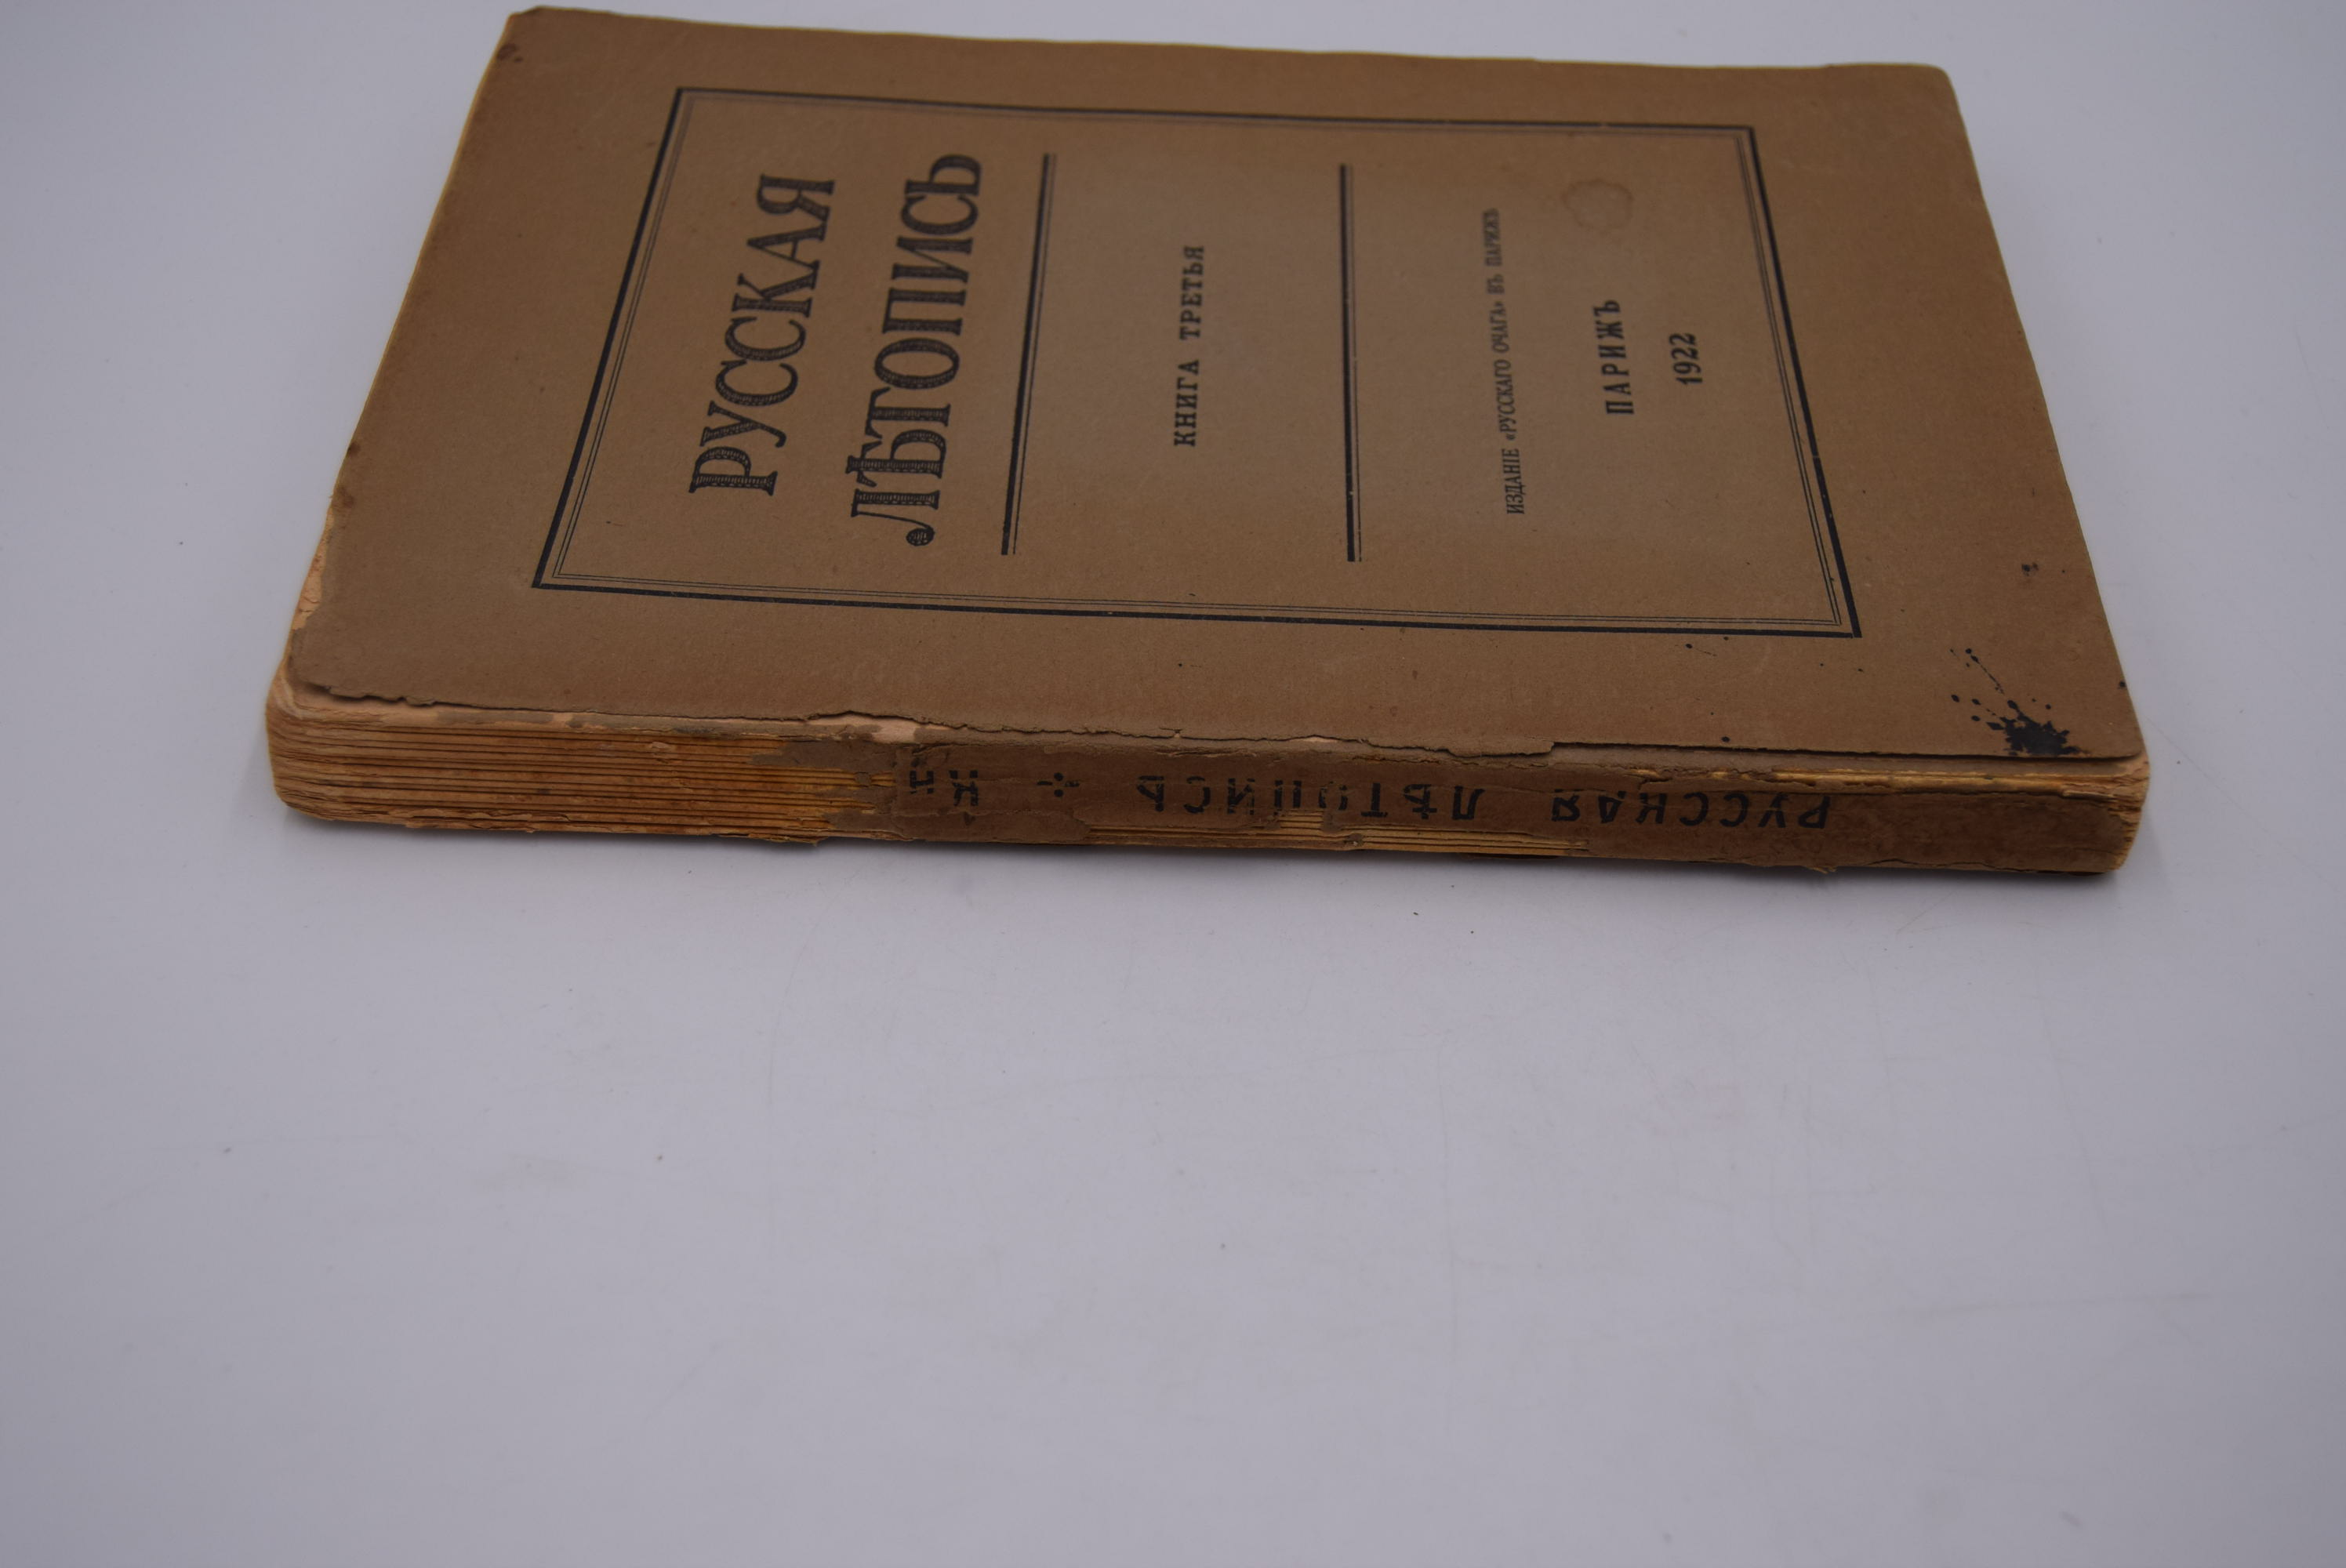 РУССКАЯ
ЛѢТОПИСЬ
КНИГА ТРЕТЬЯ
ИЗДАНІЕ «РУССКАГО ОЧАГА» ВЪ ПАРИЖѢ
ПАРИЖЪ
1922
РУССКАЯ ЛѢТОПИСЬ